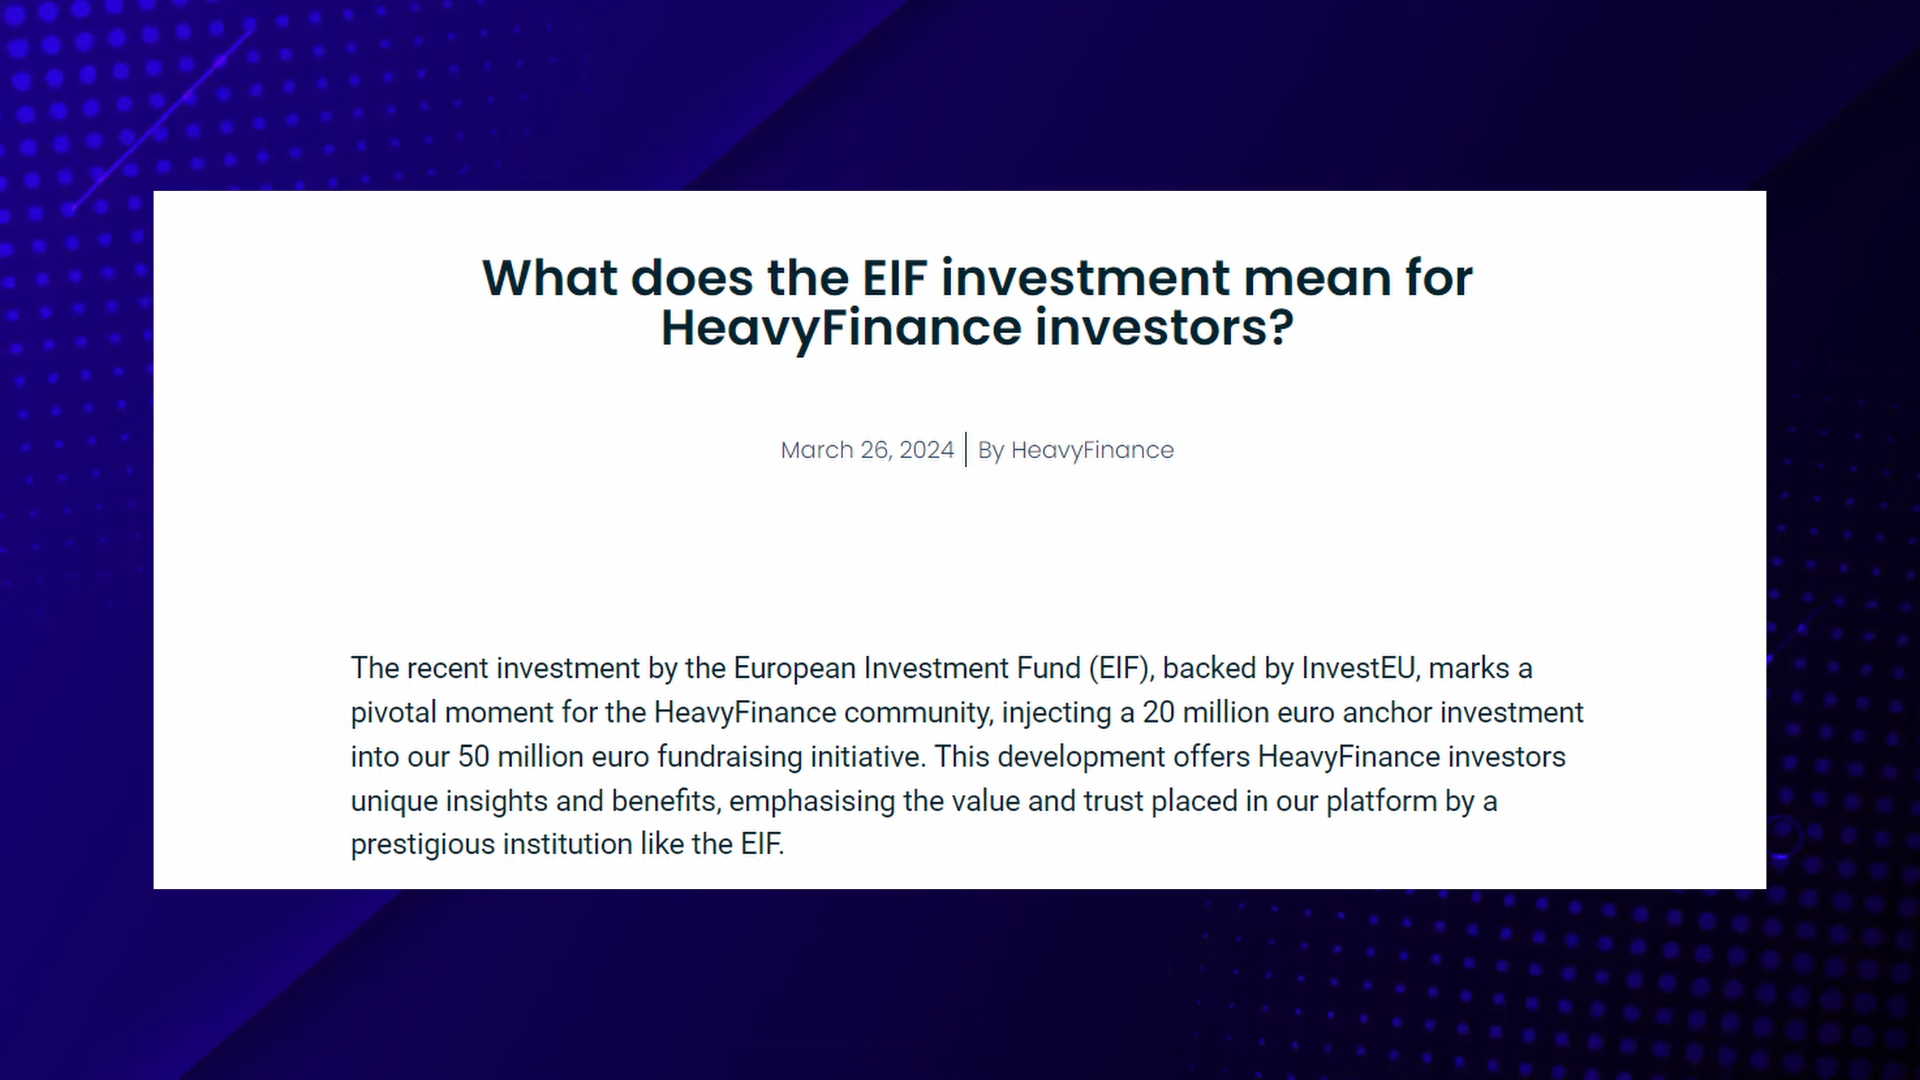 What does the EIF investment mean for
HeavyFinance investors?
March 26, 2024 | By HeavyFinance
The recent investment by the European Investment Fund (EIF), backed by InvestEU, marks a
pivotal moment for the HeavyFinance community, injecting a 20 million euro anchor investment
into our 50 million euro fundraising initiative. This development offers HeavyFinance investors
unique insights and benefits, emphasising the value and trust placed in our platform by a
prestigious institution like the EIF.